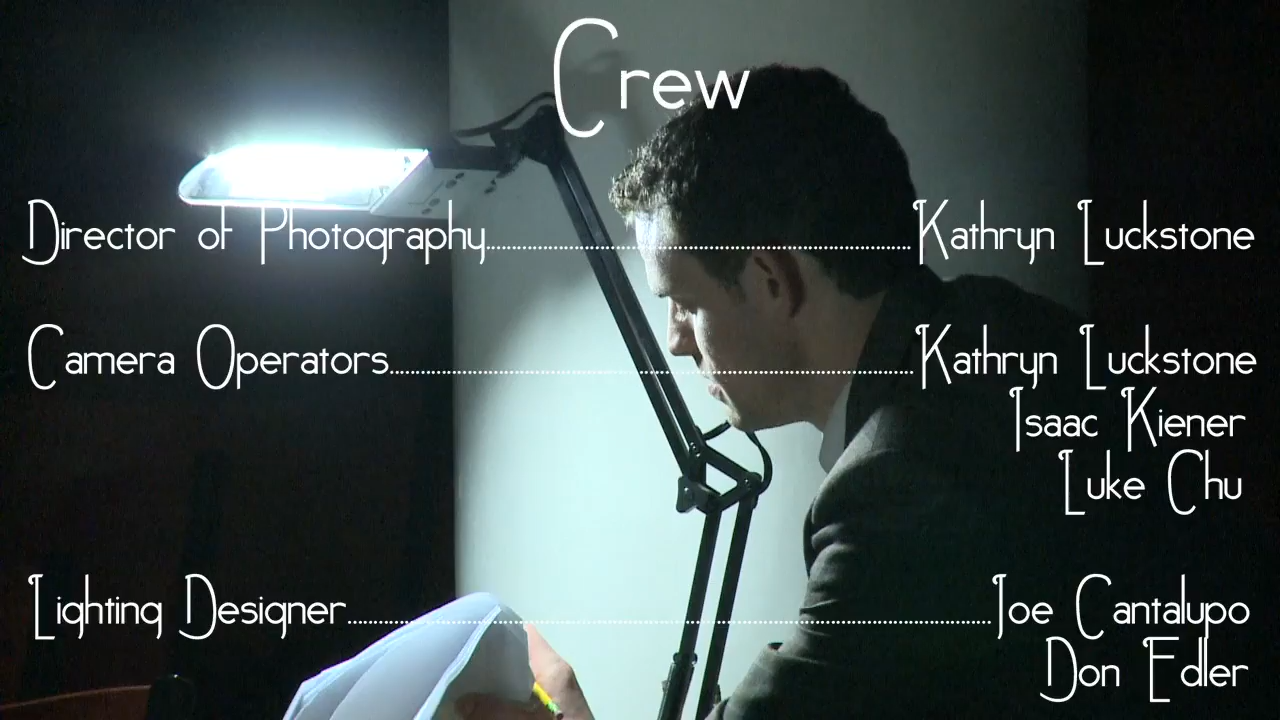 Crew
Director of Photography........................Kathryn Luckstone
Camera Operators........................Kathryn Luckstone
Isaac Kiener
Luke Chu
Lighting Designer........................Joe Cantalupo
Don Edler